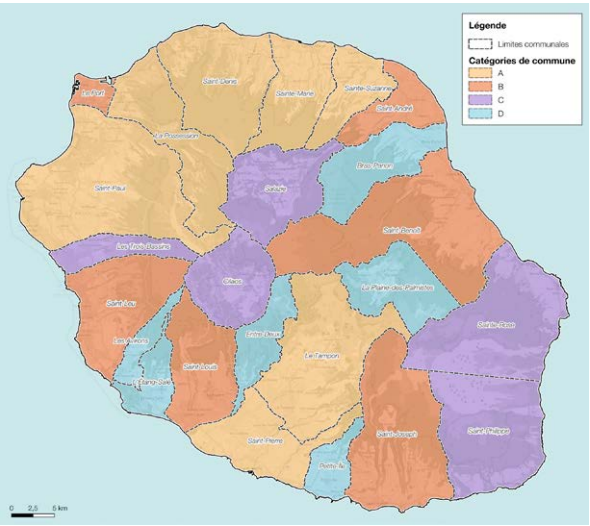 Légende
Limites communales
Catégories de commune
A
B
C
D
Le Port
Saint-Denis
Sainte-Marie
Sainte-Suzanne
Saint-André
La Possession
Bras-Panon
Saint-Paul
Salazie
Saint-Benoît
Les Trois-Bassins
Cilaos
La Plaine-des-Palmistes
Saint-Leu
Sainte-Rose
Les Avirons
Entre-Deux
Le Tampon
Saint-Louis
L'Étang-Salé
Saint-Pierre
Saint-Joseph
Saint-Philippe
Petite-Île
0 2,5 5 km